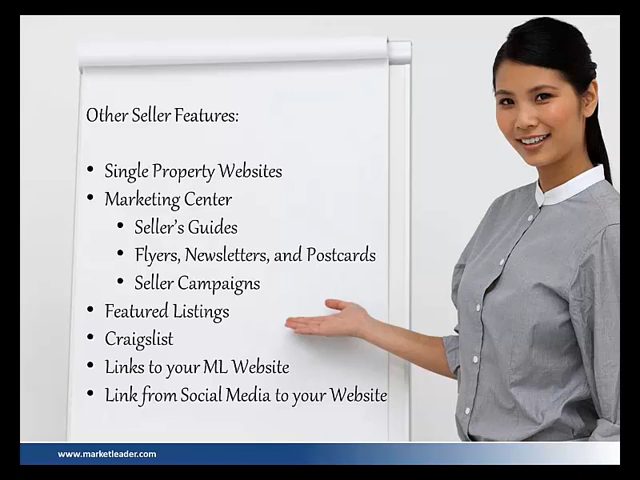 Other Seller Features:
• Single Property Websites
• Marketing Center
• Seller's Guides
• Flyers, Newsletters, and Postcards
• Seller Campaigns
• Featured Listings
• Craigslist
• Links to your ML Website
• Link from Social Media to your Website
www.marketleader.com